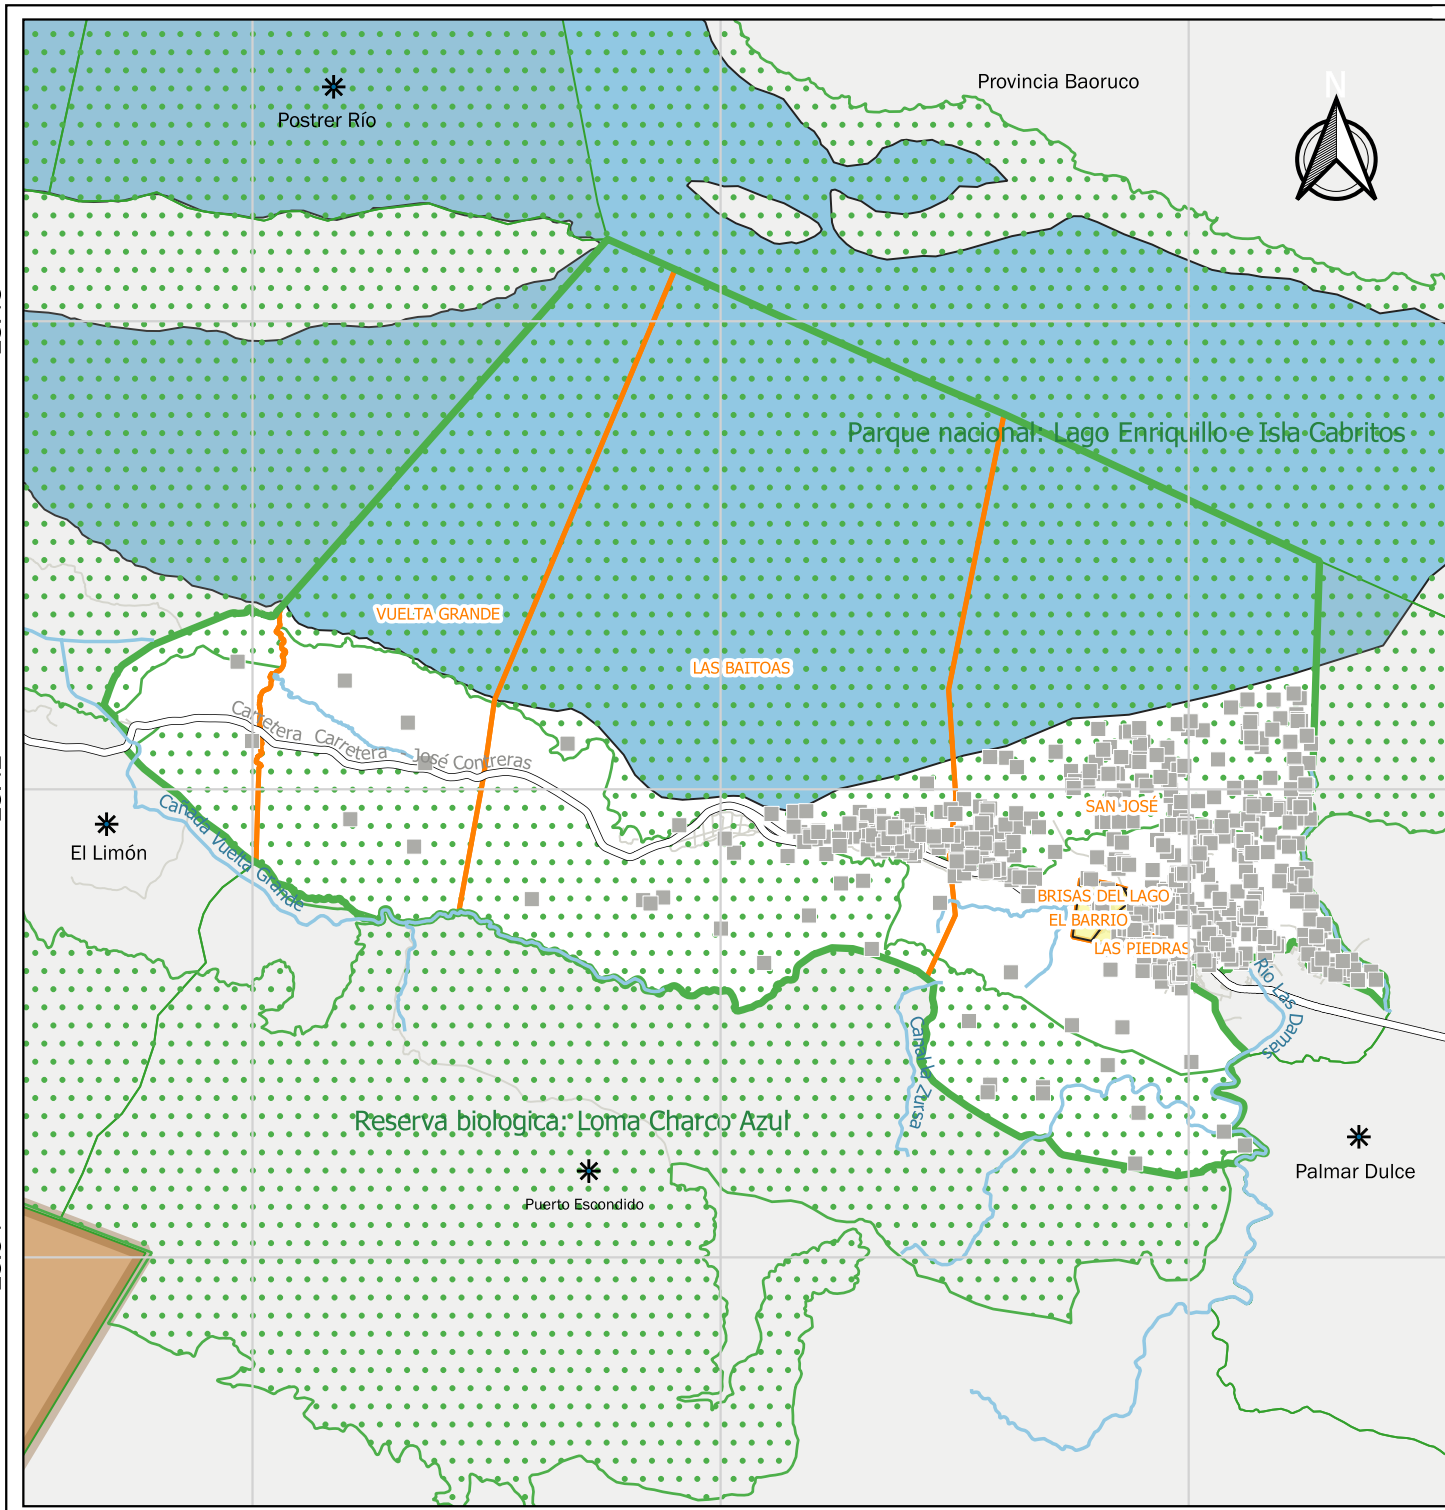 Provincia Baoruco
N
Postrer Río
Parque nacional: Lago Enriquillo e Isla Cabritos
VUELTA GRANDE
LAS BAITOAS
Carretera Carretera - José Contreras
SAN JOSÉ
Cañada Vuelta Grande
El Limón
BRISAS DEL LAGO
EL BARRIO
LAS PIEDRAS
Río Las Damas
Canal la Zursa
Reserva biologica: Loma Charco Azul
Palmar Dulce
Puerto Escondido